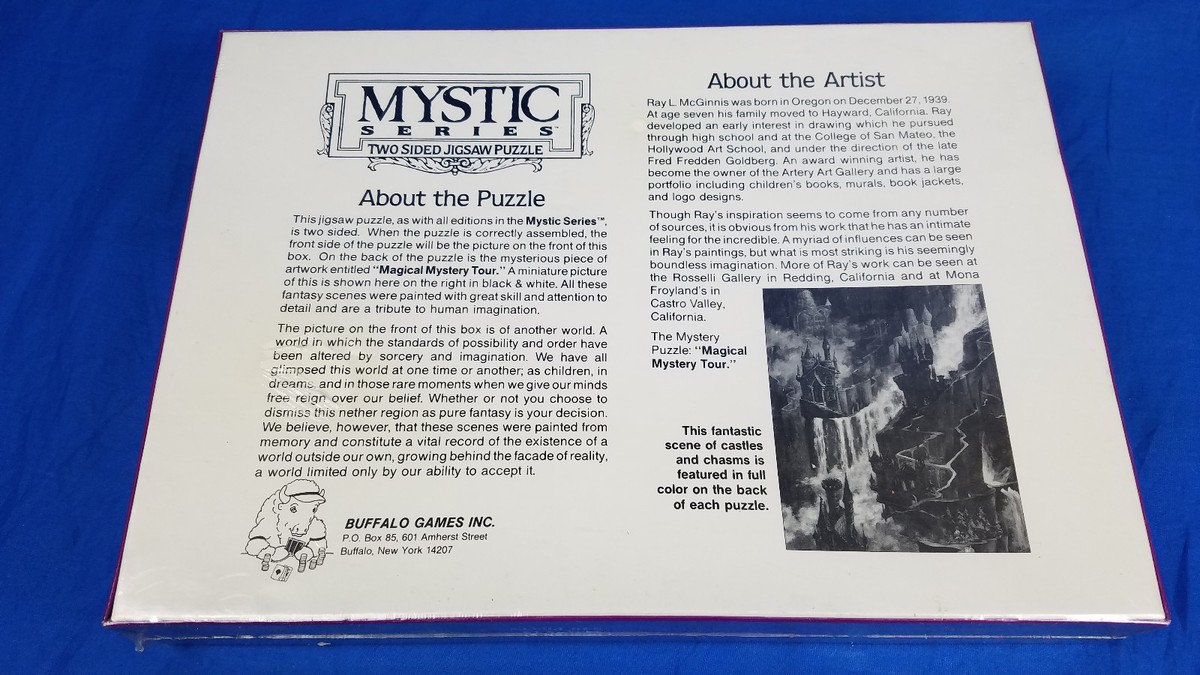 MYSTIC
SERIES™
TWO SIDED JIGSAW PUZZLE
About the Puzzle
This jigsaw puzzle, as with all editions in the Mystic Series™,
is two sided. When the puzzle is correctly assembled, the
front side of the puzzle will be the picture on the front of this
box. On the back of the puzzle is the mysterious piece of
artwork entitled "Magical Mystery Tour." A miniature picture
of this is shown here on the right in black & white. All these
fantasy scenes were painted with great skill and attention to
detail and are a tribute to human imagination.
The picture on the front of this box is of another world. A
world in which the standards of possibility and order have
been altered by sorcery and imagination. We have all
glimpsed this world at one time or another; as children, in
dreams, and in those rare moments when we give our minds
free reign over our belief. Whether or not you choose to
dismiss this nether region as pure fantasy is your decision.
We believe, however, that these scenes were painted from
memory and constitute a vital record of the existence of a
world outside our own, growing behind the facade of reality,
a world limited only by our ability to accept it.
BUFFALO GAMES INC.
P.O. Box 85, 601 Amherst Street
Buffalo, New York 14207
About the Artist
Ray L. McGinnis was born in Oregon on December 27, 1939.
At age seven his family moved to Hayward, California. Ray
developed an early interest in drawing which he pursued
through high school and at the College of San Mateo, the
Hollywood Art School, and under the direction of the late
Fred Fredden Goldberg. An award winning artist, he has
become the owner of the Artery Art Gallery and has a large
portfolio including children's books, murals, book jackets,
and logo designs.
Though Ray's inspiration seems to come from any number
of sources, it is obvious from his work that he has an intimate
feeling for the incredible. A myriad of influences can be seen
in Ray's paintings, but what is most striking is his seemingly
boundless imagination. More of Ray's work can be seen at
the Rosselli Gallery in Redding, California and at Mona
Froyland's in
Castro Valley,
California.
The Mystery
Puzzle: "Magical
Mystery Tour."
This fantastic
scene of castles
and chasms is
featured in full
color on the back
of each puzzle.